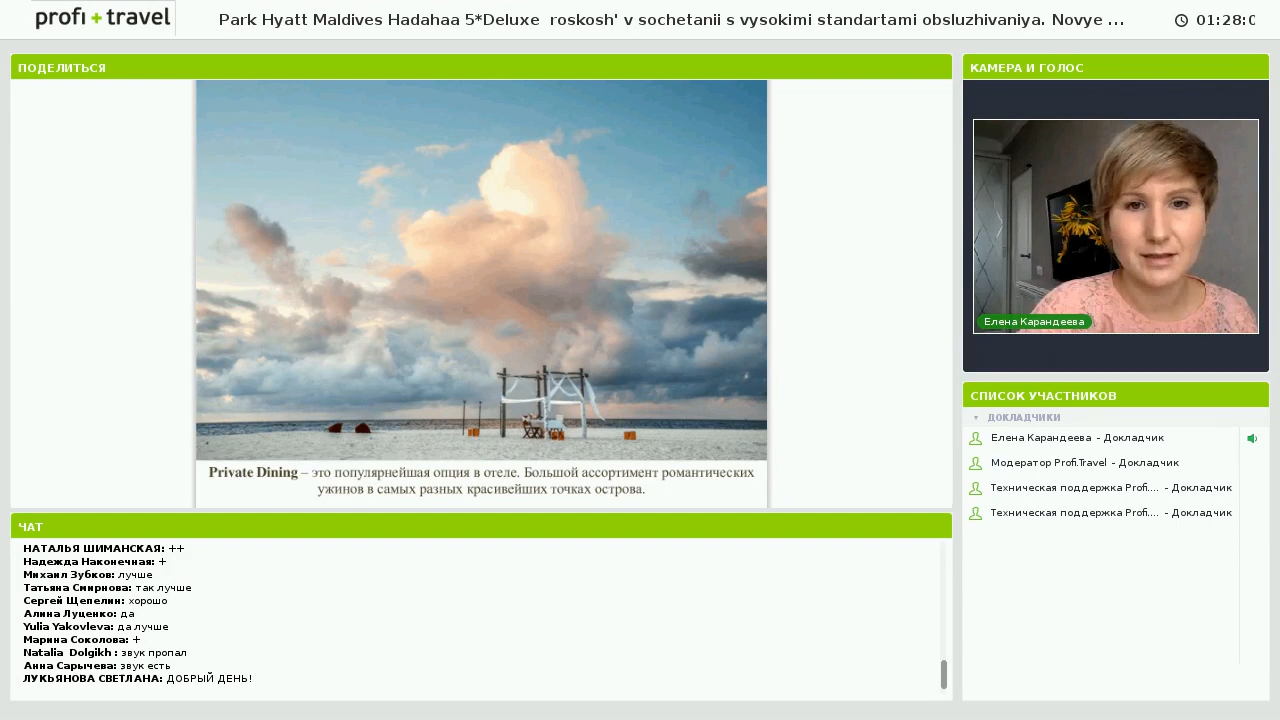 profi + travel
Park Hyatt Maldives Hadahaa 5*Deluxe roskosh' v sochetanii s vysokimi standartami obsluzhivaniya. Novye ...
01:28:0
ПОДЕЛИТЬСЯ
Private Dining – это популярнейшая опция в отеле. Большой ассортимент романтических
ужинов в самых разных красивейших точках острова.
ЧАТ
НАТАЛЬЯ ШИМАНСКАЯ: ++
Надежда Наконечная: +
Михаил Зубков: лучше
Татьяна Смирнова: так лучше
Сергей Щепелин: хорошо
Алина Луценко: да
Yulia Yakovleva: да лучше
Марина Соколова: +
Natalia Dolgikh : звук пропал
Анна Сарычева: звук есть
ЛУКЬЯНОВА СВЕТЛАНА: ДОБРЫЙ ДЕНЬ!
КАМЕРА И ГОЛОС
Елена Карандеева
СПИСОК УЧАСТНИКОВ
ДОКЛАДЧИКИ
Елена Карандеева - Докладчик
Модератор Profi.Travel - Докладчик
Техническая поддержка Profi.... - Докладчик
Техническая поддержка Profi.... - Докладчик